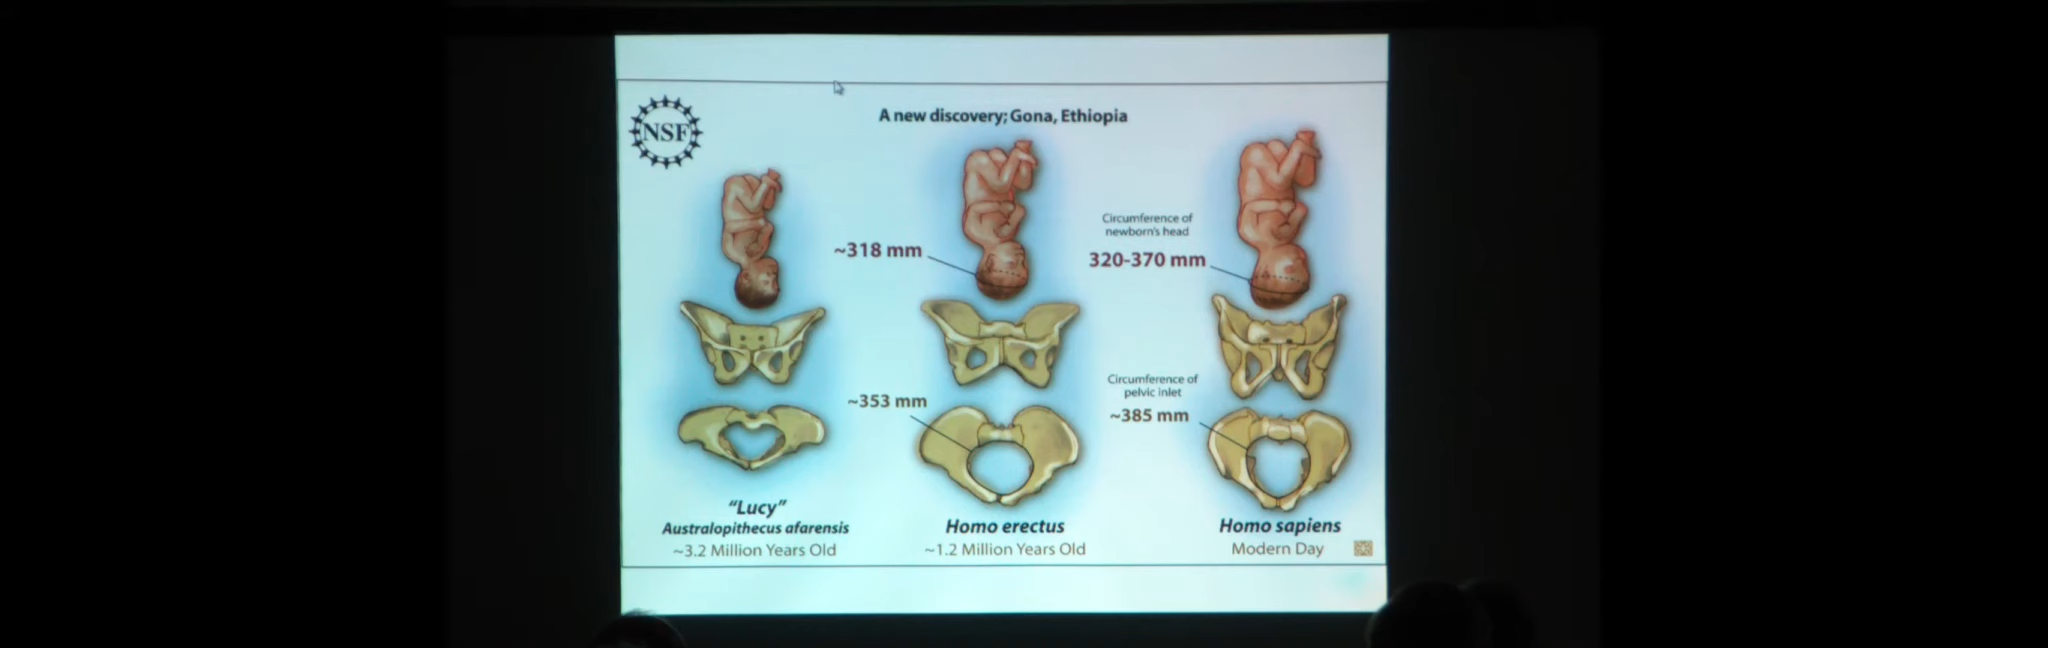 NSF
A new discovery; Gona, Ethiopia
~318 mm
Circumference of
newborn's head
320-370 mm
~353 mm
Circumference of
pelvic inlet
~385 mm
"Lucy"
Australopithecus afarensis
~3.2 Million Years Old
Homo erectus
~1.2 Million Years Old
Homo sapiens
Modern Day